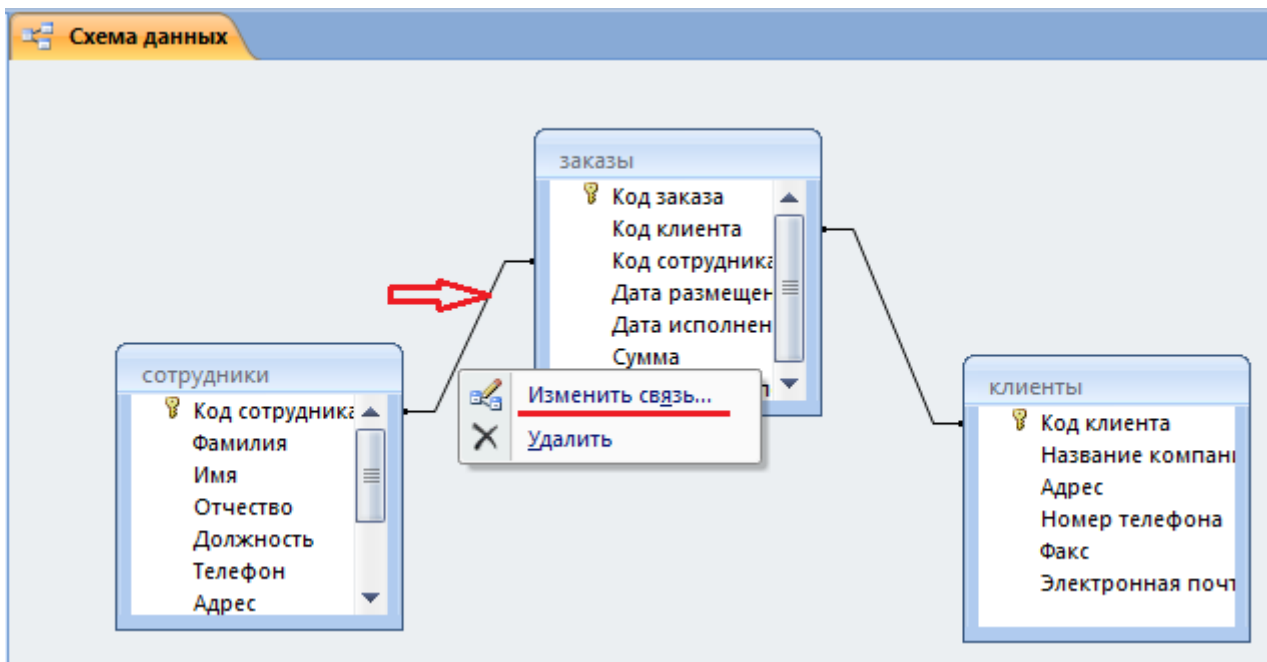 Схема данных
заказы
Код заказа
Код клиента
Код сотрудника
Дата размещен
Дата исполнен
Сумма
сотрудники
Код сотрудника
Фамилия
Имя
Отчество
Должность
Телефон
Адрес
Изменить связь...
Удалить
клиенты
Код клиента
Название компани
Адрес
Номер телефона
Факс
Электронная почт